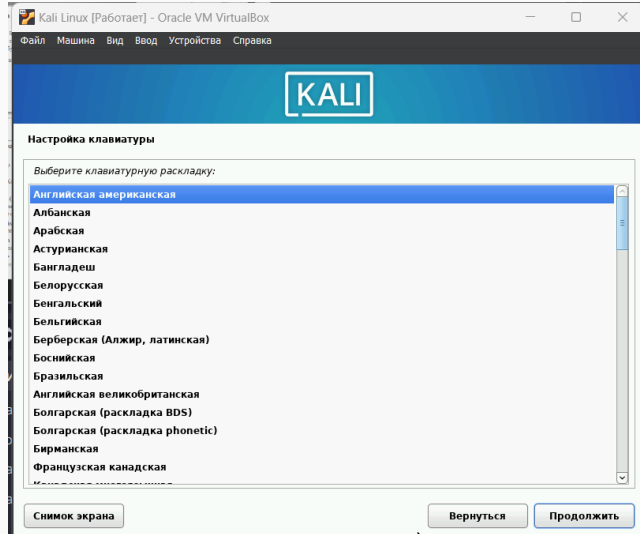 Kali Linux [Работает] - Oracle VM VirtualBox
Файл Машина Вид Ввод Устройства Справка
KALI
Настройка клавиатуры
Выберите клавиатурную раскладку:
Английская американская
Албанская
Арабская
Астурианская
Бангладеш
Белорусская
Бенгальский
Бельгийская
Берберская (Алжир, латинская)
Боснийская
Бразильская
Английская великобританская
Болгарская (раскладка BDS)
Болгарская (раскладка phonetic)
Бирманская
Французская канадская
Снимок экрана Вернуться Продолжить